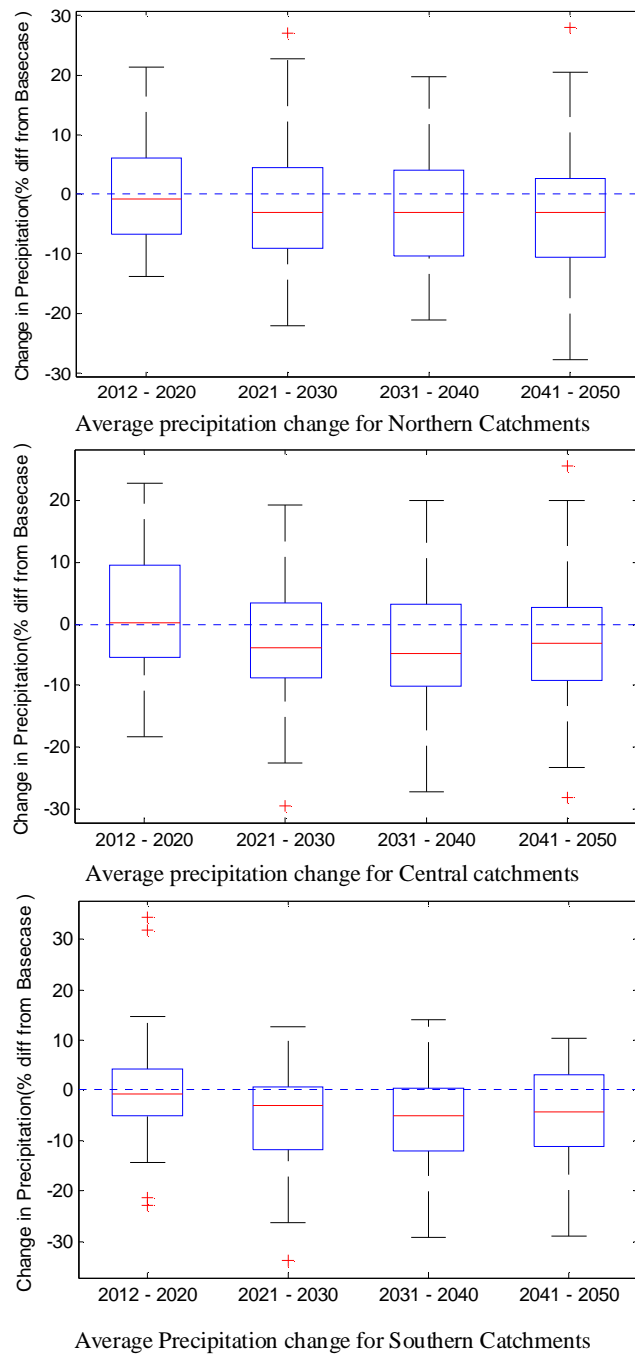 Change in Precipitation(% diff from Basecase )
30
20
10
0
-10
-20
-30
2012 - 2020 2021 - 2030 2031 - 2040 2041 - 2050
Average precipitation change for Northern Catchments
Change in Precipitation(% diff from Basecase )
20
10
0
-10
-20
-30
2012 - 2020 2021 - 2030 2031 - 2040 2041 - 2050
Average precipitation change for Central catchments
Change in Precipitation(% diff from Basecase )
30
20
10
0
-10
-20
-30
2012 - 2020 2021 - 2030 2031 - 2040 2041 - 2050
Average Precipitation change for Southern Catchments